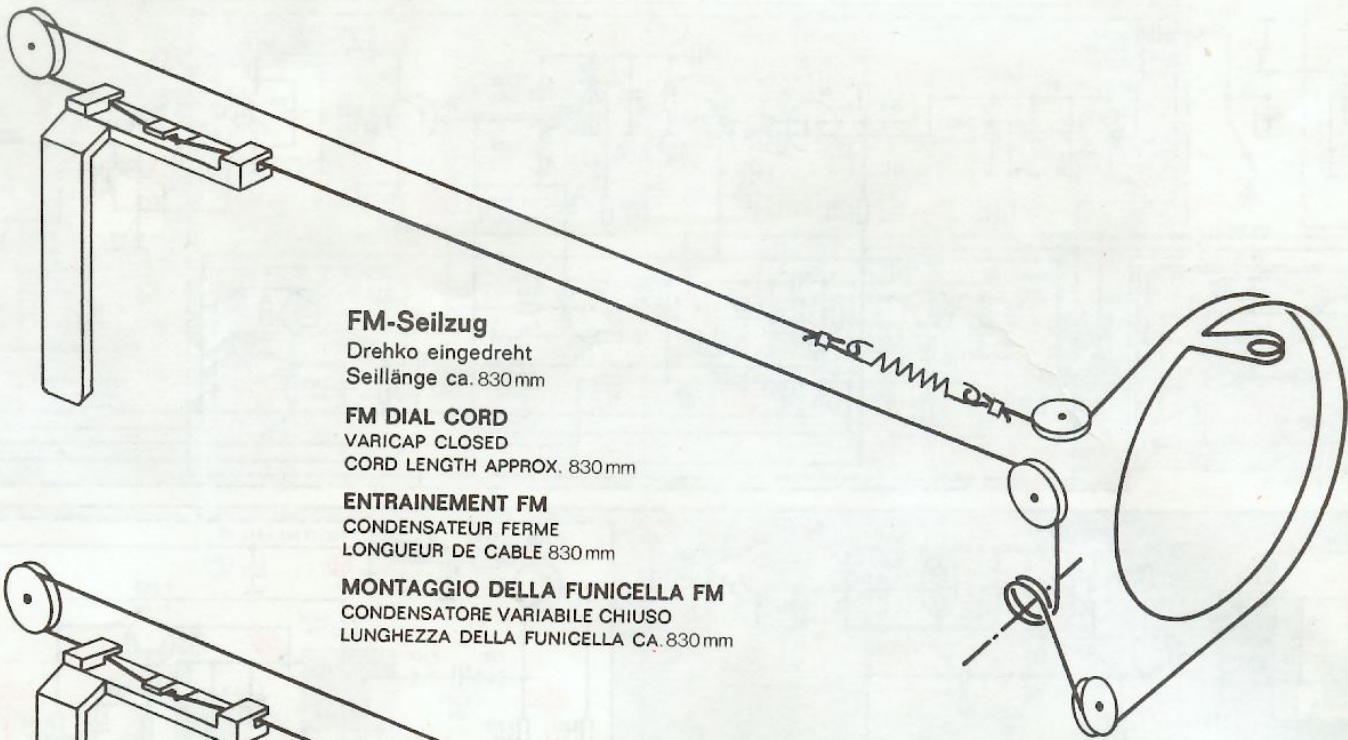 FM-Seilzug
Drehko eingedreht
Seillänge ca. 830 mm
FM DIAL CORD
VARICAP CLOSED
CORD LENGTH APPROX. 830 mm
ENTRAINEMENT FM
CONDENSATEUR FERME
LONGUEUR DE CABLE 830 mm
MONTAGGIO DELLA FUNICELLA FM
CONDENSATORE VARIABILE CHIUSO
LUNGHEZZA DELLA FUNICELLA CA. 830 mm